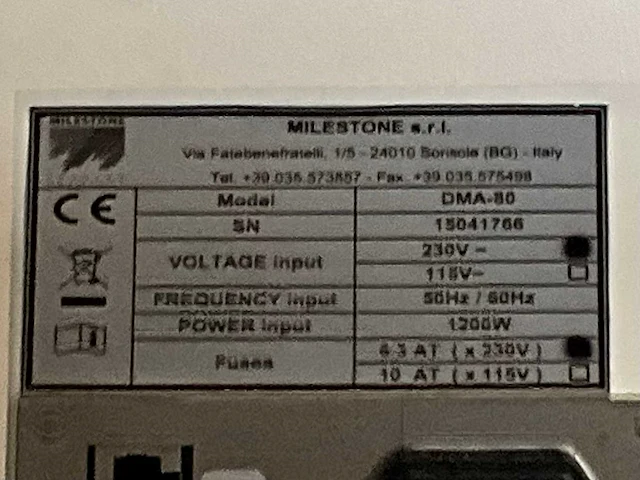 MILESTONE
MILESTONE s.r.l.
Via Fatebenefratelli, 1/5 - 24010 Sorisole (BG) - Italy
Tel. +39.035.573857 - Fax. +39.035.575498
CE
Model DMA-80
SN 15041766
VOLTAGE input 230V~
115V~
FREQUENCY input 50Hz / 60Hz
POWER input 1200W
Fuses 6.3 AT ( x 230V )
10 AT ( x 115V )